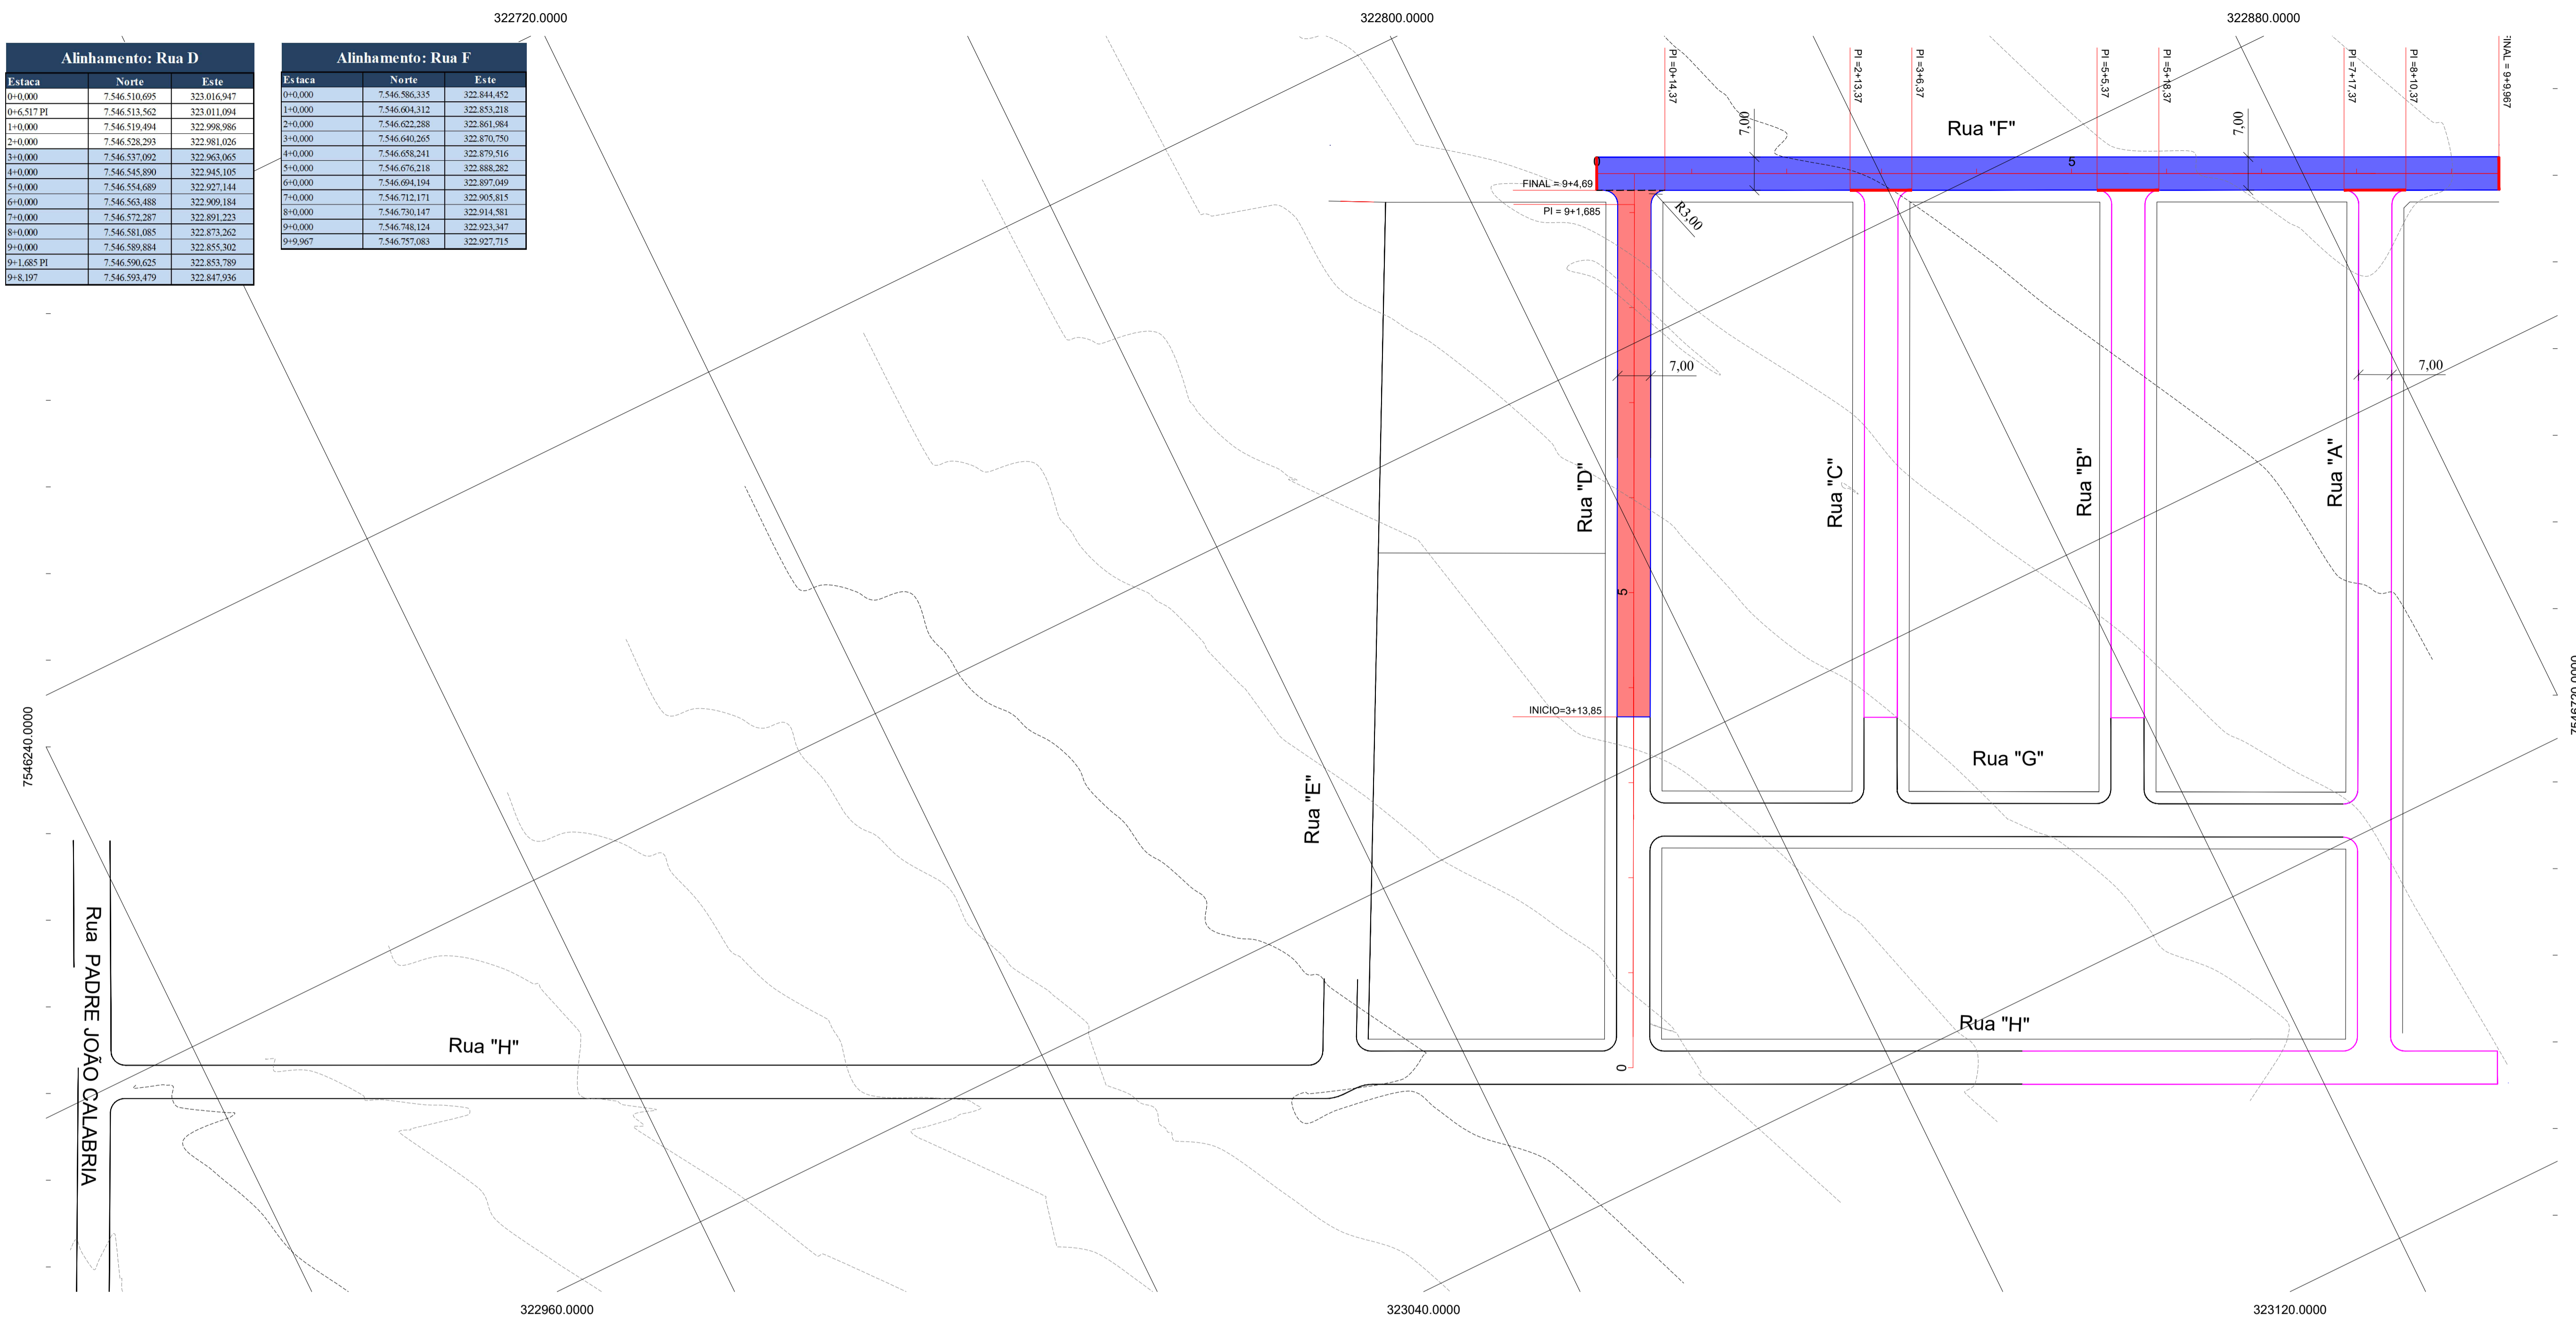 322720.0000
322800.0000
322880.0000
Alinhamento: Rua D
Estaca Norte Este
0+0,000 7.546.510,695 323.016,947
0+6,517 PI 7.546.513,562 323.011,094
1+0,000 7.546.519,494 322.998,986
2+0,000 7.546.528,293 322.981,026
3+0,000 7.546.537,092 322.963,065
4+0,000 7.546.545,890 322.945,105
5+0,000 7.546.554,689 322.927,144
6+0,000 7.546.563,488 322.909,184
7+0,000 7.546.572,287 322.891,223
8+0,000 7.546.581,085 322.873,262
9+0,000 7.546.589,884 322.855,302
9+1,685 PI 7.546.590,625 322.853,789
9+8,197 7.546.593,479 322.847,936
Alinhamento: Rua F
Estaca Norte Este
0+0,000 7.546.586,335 322.844,452
1+0,000 7.546.604,312 322.853,218
2+0,000 7.546.622,288 322.861,984
3+0,000 7.546.640,265 322.870,750
4+0,000 7.546.658,241 322.879,516
5+0,000 7.546.676,218 322.888,282
6+0,000 7.546.694,194 322.897,049
7+0,000 7.546.712,171 322.905,815
8+0,000 7.546.730,147 322.914,581
9+0,000 7.546.748,124 322.923,347
9+9,967 7.546.757,083 322.927,715
PI =0+14,37
PI =2+13,37
PI =3+6,37
PI =5+5,37
PI =5+18,37
PI =7+17,37
PI =8+10,37
FINAL = 9+9,967
7,00
Rua "F"
7,00
0
5
FINAL = 9+4,69
PI = 9+1,685
R3,00
7,00
7,00
Rua "D"
Rua "C"
Rua "B"
Rua "A"
5
INICIO=3+13,85
Rua "G"
Rua "E"
7546240.0000
7546720.0000
Rua PADRE JOÃO CALABRIA
Rua "H"
Rua "H"
0
322960.0000
323040.0000
323120.0000